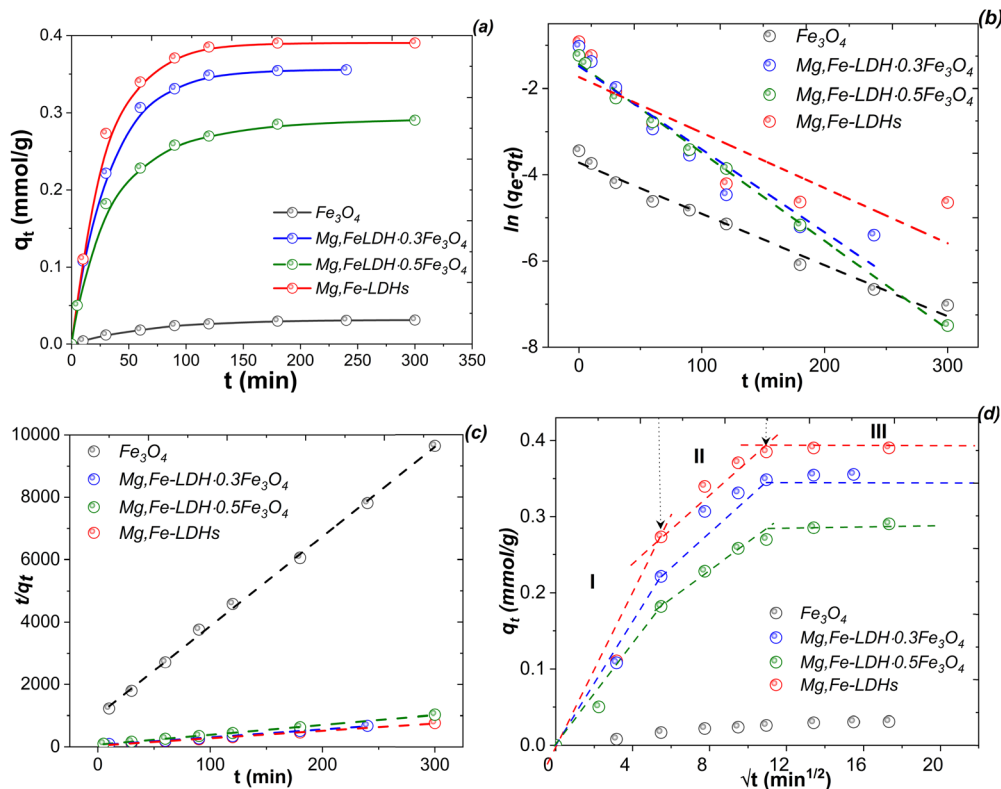 (a)
0.4
0.3
0.2
0.1
0.0
qₜ (mmol/g)
0 50 100 150 200 250 300 350
t (min)
Fe₃O₄
Mg,FeLDH·0.3Fe₃O₄
Mg,FeLDH·0.5Fe₃O₄
Mg,Fe-LDHs
(b)
-2
-4
-6
-8
ln (qₑ-qₜ)
0 100 200 300
t (min)
Fe₃O₄
Mg,Fe-LDH·0.3Fe₃O₄
Mg,Fe-LDH·0.5Fe₃O₄
Mg,Fe-LDHs
(c)
10000
8000
6000
4000
2000
0
t/qₜ
0 50 100 150 200 250 300
t (min)
Fe₃O₄
Mg,Fe-LDH·0.3Fe₃O₄
Mg,Fe-LDH·0.5Fe₃O₄
Mg,Fe-LDHs
(d)
0.4
0.3
0.2
0.1
0.0
qₜ (mmol/g)
0 4 8 12 16 20
√t (min^1/2)
I
II
III
Fe₃O₄
Mg,Fe-LDH·0.3Fe₃O₄
Mg,Fe-LDH·0.5Fe₃O₄
Mg,Fe-LDHs